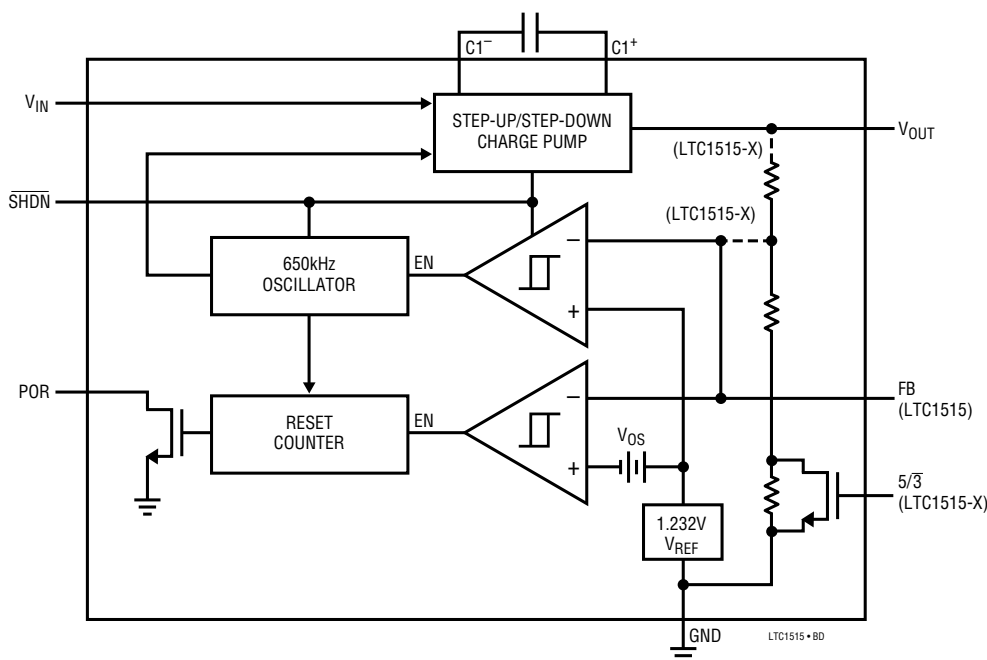 C1⁻
C1⁺
V_IN
STEP-UP/STEP-DOWN
CHARGE PUMP
V_OUT
(LTC1515-X)
S̅H̅D̅N̅
(LTC1515-X)
650kHz
OSCILLATOR
EN
−
+
POR
RESET
COUNTER
EN
−
+
V_OS
FB
(LTC1515)
5/3̅
(LTC1515-X)
1.232V
V_REF
GND
LTC1515 • BD